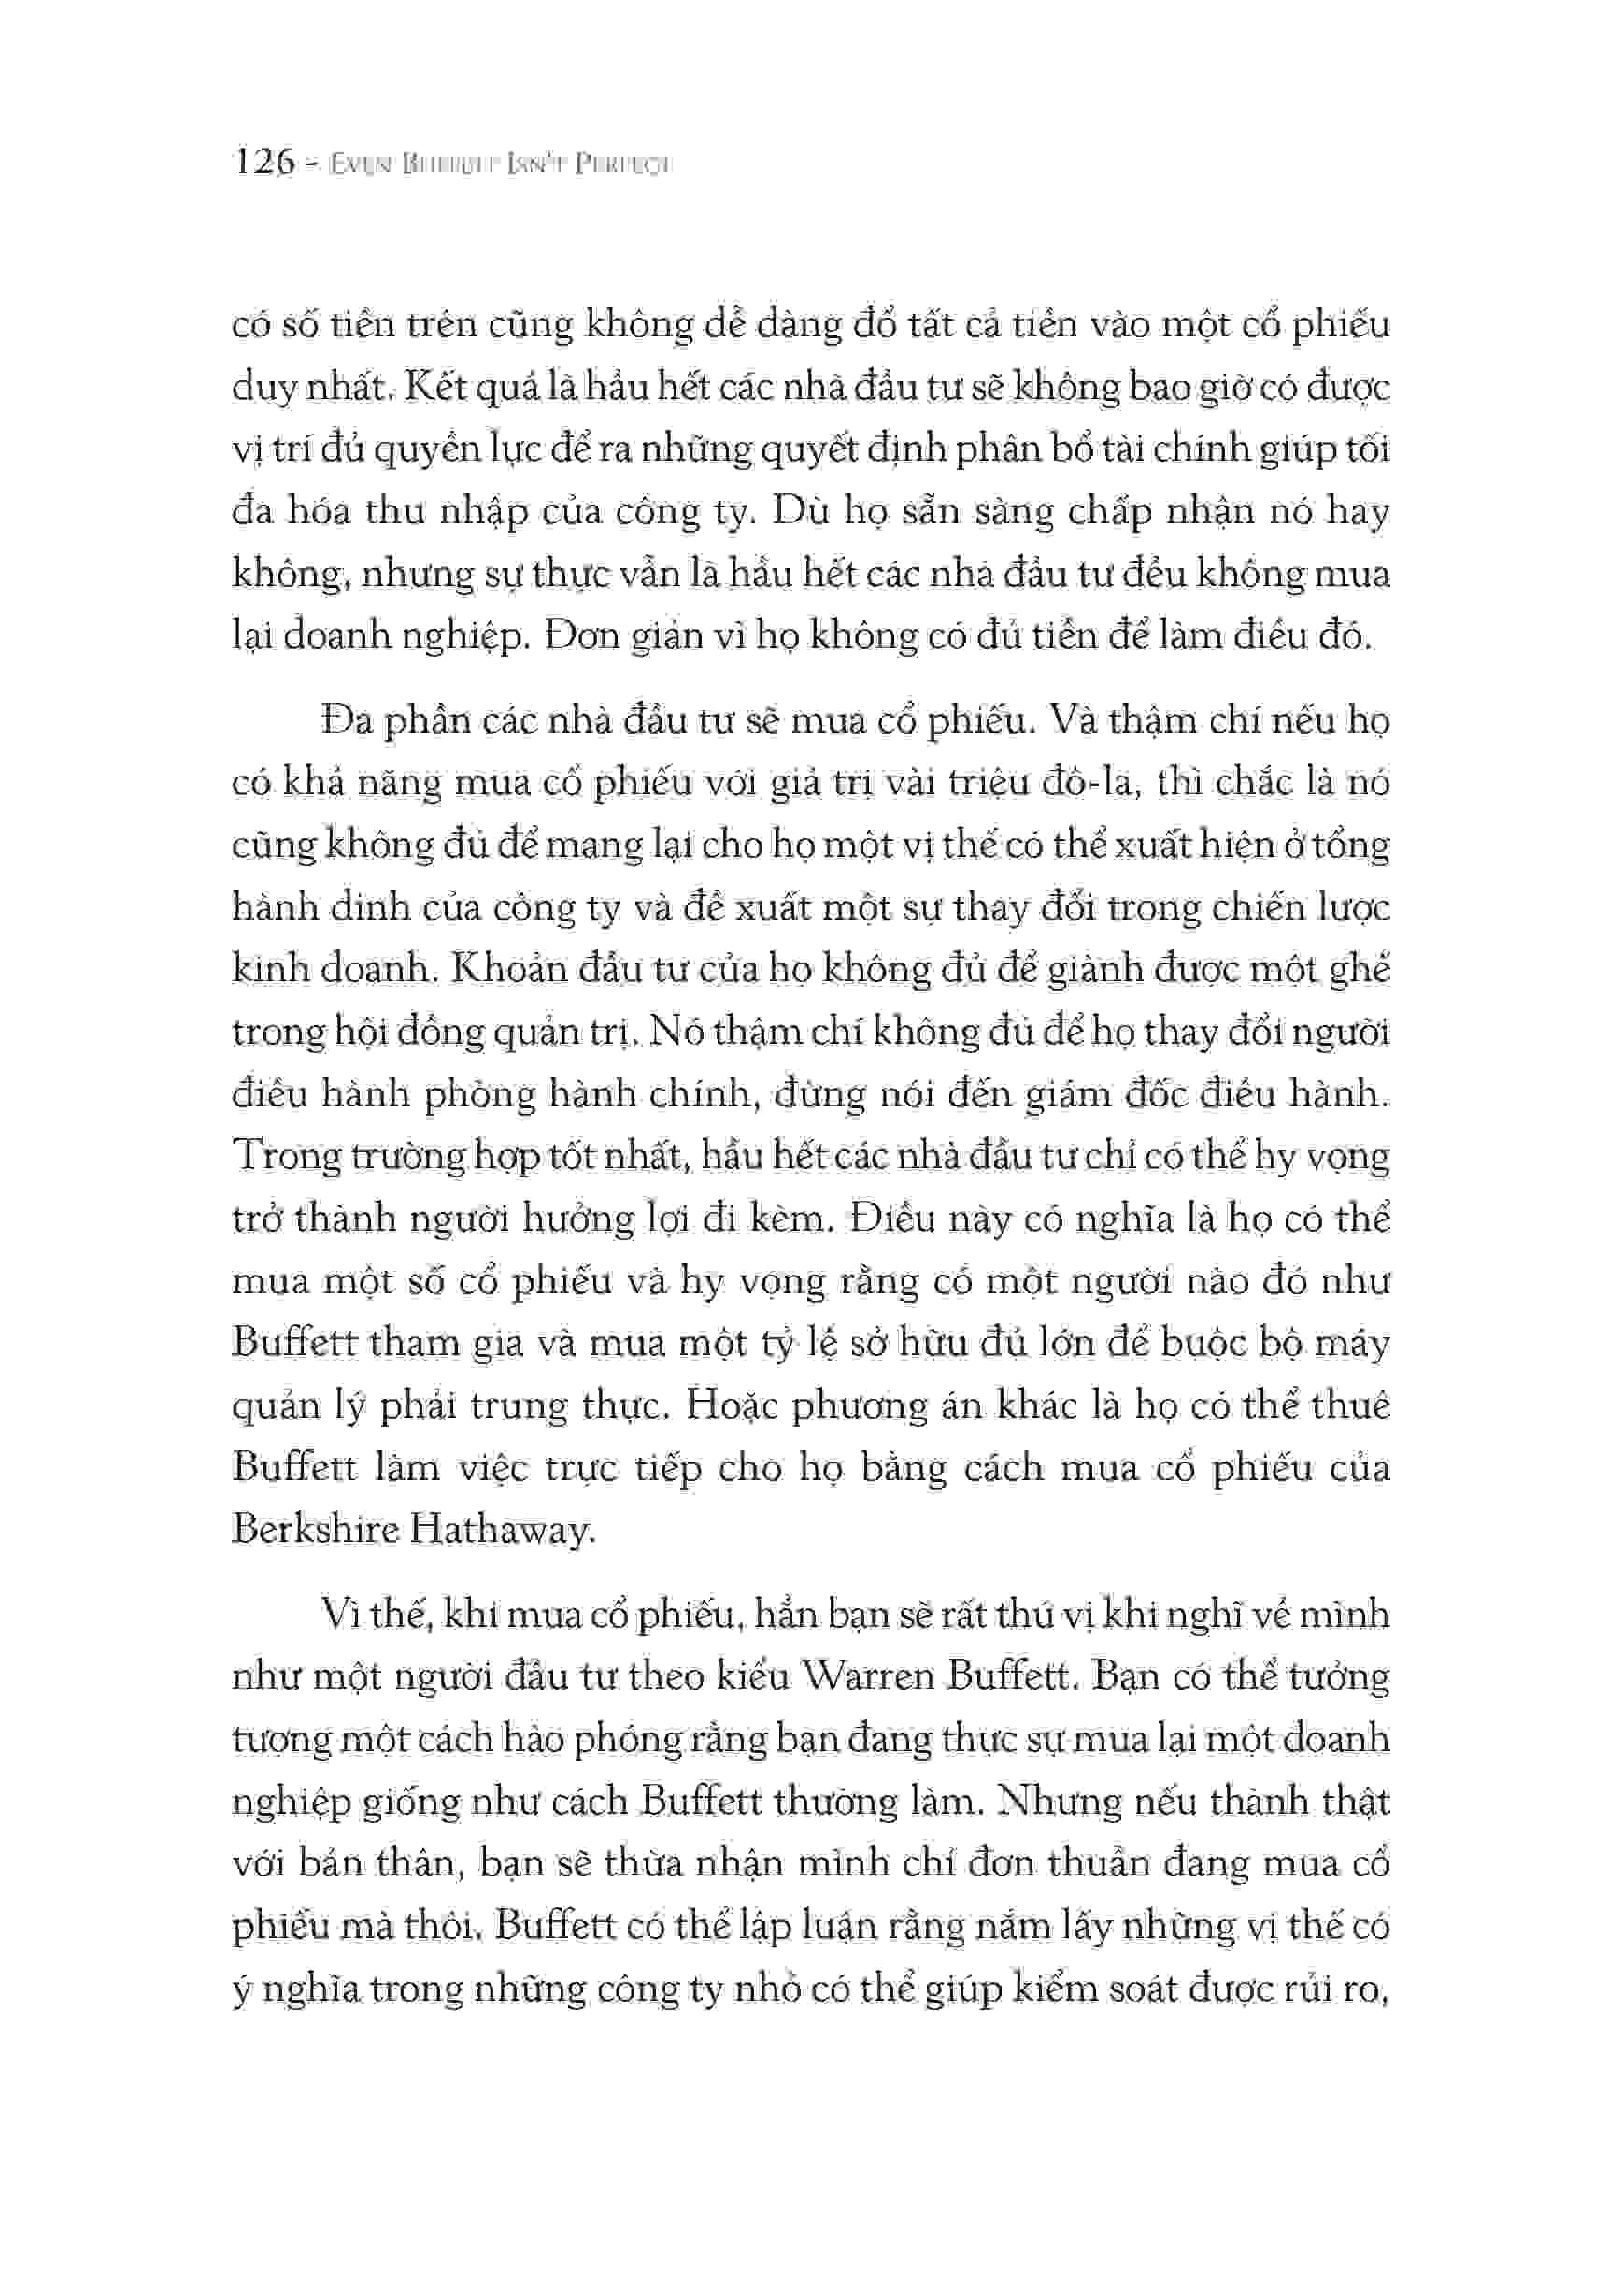 126 - EVEN BUFFETT ISN'T PERFECT
có số tiền trên cũng không dễ dàng đổ tất cả tiền vào một cổ phiếu
duy nhất. Kết quả là hầu hết các nhà đầu tư sẽ không bao giờ có được
vị trí đủ quyền lực để ra những quyết định phân bổ tài chính giúp tối
đa hóa thu nhập của công ty. Dù họ sẵn sàng chấp nhận nó hay
không, nhưng sự thực vẫn là hầu hết các nhà đầu tư đều không mua
lại doanh nghiệp. Đơn giản vì họ không có đủ tiền để làm điều đó.
Đa phần các nhà đầu tư sẽ mua cổ phiếu. Và thậm chí nếu họ
có khả năng mua cổ phiếu với giá trị vài triệu đô-la, thì chắc là nó
cũng không đủ để mang lại cho họ một vị thế có thể xuất hiện ở tổng
hành dinh của công ty và đề xuất một sự thay đổi trong chiến lược
kinh doanh. Khoản đầu tư của họ không đủ để giành được một ghế
trong hội đồng quản trị. Nó thậm chí không đủ để họ thay đổi người
điều hành phòng hành chính, đừng nói đến giám đốc điều hành.
Trong trường hợp tốt nhất, hầu hết các nhà đầu tư chỉ có thể hy vọng
trở thành người hưởng lợi đi kèm. Điều này có nghĩa là họ có thể
mua một số cổ phiếu và hy vọng rằng có một người nào đó như
Buffett tham gia và mua một tỷ lệ sở hữu đủ lớn để buộc bộ máy
quản lý phải trung thực. Hoặc phương án khác là họ có thể thuê
Buffett làm việc trực tiếp cho họ bằng cách mua cổ phiếu của
Berkshire Hathaway.
Vì thế, khi mua cổ phiếu, hẳn bạn sẽ rất thú vị khi nghĩ về mình
như một người đầu tư theo kiểu Warren Buffett. Bạn có thể tưởng
tượng một cách hào phóng rằng bạn đang thực sự mua lại một doanh
nghiệp giống như cách Buffett thường làm. Nhưng nếu thành thật
với bản thân, bạn sẽ thừa nhận mình chỉ đơn thuần đang mua cổ
phiếu mà thôi. Buffett có thể lập luận rằng nắm lấy những vị thế có
ý nghĩa trong những công ty nhỏ có thể giúp kiểm soát được rủi ro,